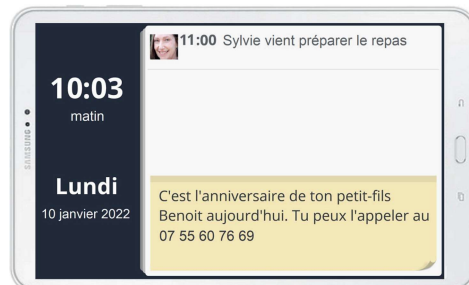 10:03
matin
Lundi
10 janvier 2022
11:00 Sylvie vient préparer le repas
C'est l'anniversaire de ton petit-fils
Benoit aujourd'hui. Tu peux l'appeler au
07 55 60 76 69
SAMSUNG